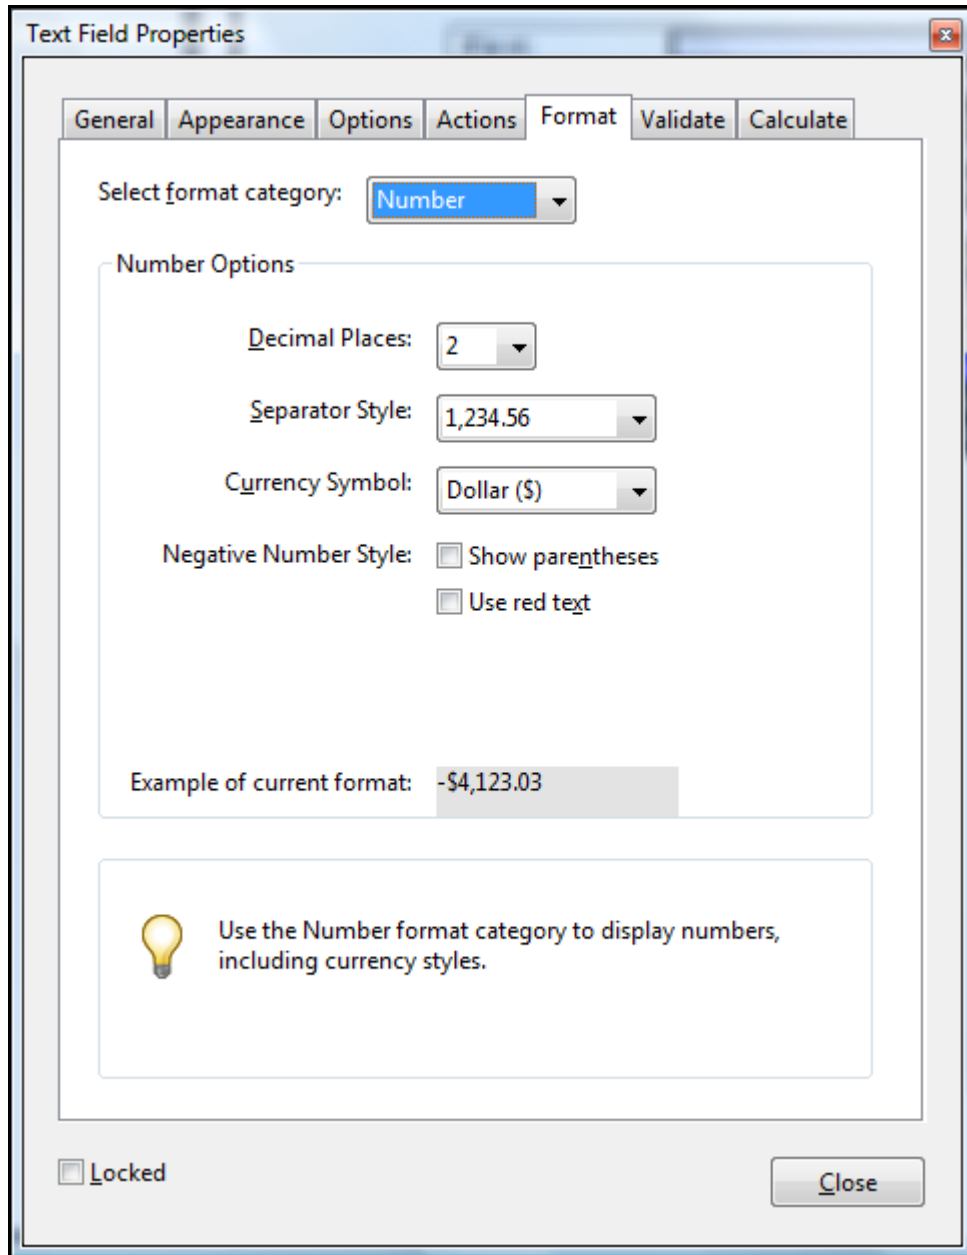 Text Field Properties
General Appearance Options Actions Format Validate Calculate
Select format category: Number
Number Options
Decimal Places: 2
Separator Style: 1,234.56
Currency Symbol: Dollar ($)
Negative Number Style: Show parentheses
Use red text
Example of current format: -$4,123.03
Use the Number format category to display numbers,
including currency styles.
Locked
Close